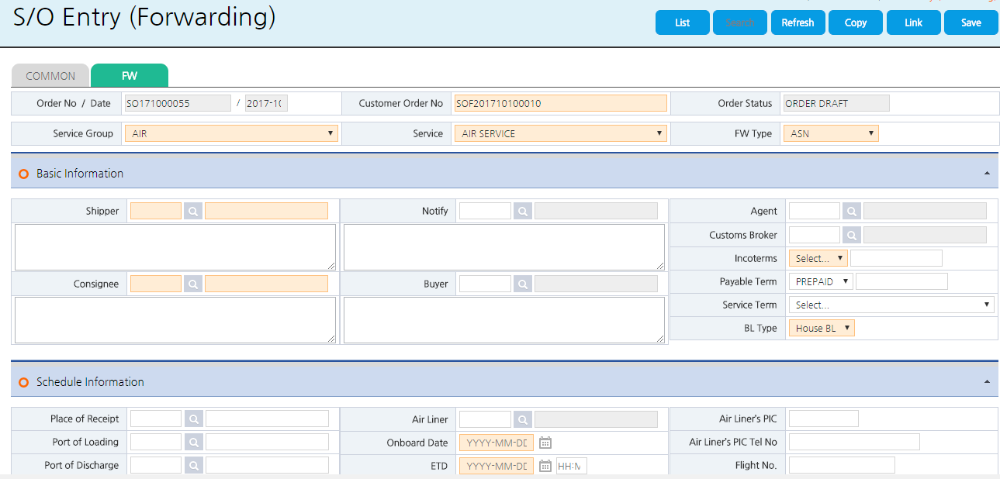 S/O Entry (Forwarding)
List Search Refresh Copy Link Save
COMMON FW
Order No / Date SO171000055 / 2017-1( Customer Order No SOF201710100010 Order Status ORDER DRAFT
Service Group AIR Service AIR SERVICE FW Type ASN
Basic Information
Shipper Notify Agent
Customs Broker
Incoterms Select...
Consignee Buyer Payable Term PREPAID
Service Term Select...
BL Type House BL
Schedule Information
Place of Receipt Air Liner Air Liner's PIC
Port of Loading Onboard Date YYYY-MM-DD Air Liner's PIC Tel No
Port of Discharge ETD YYYY-MM-DD HH:M Flight No.